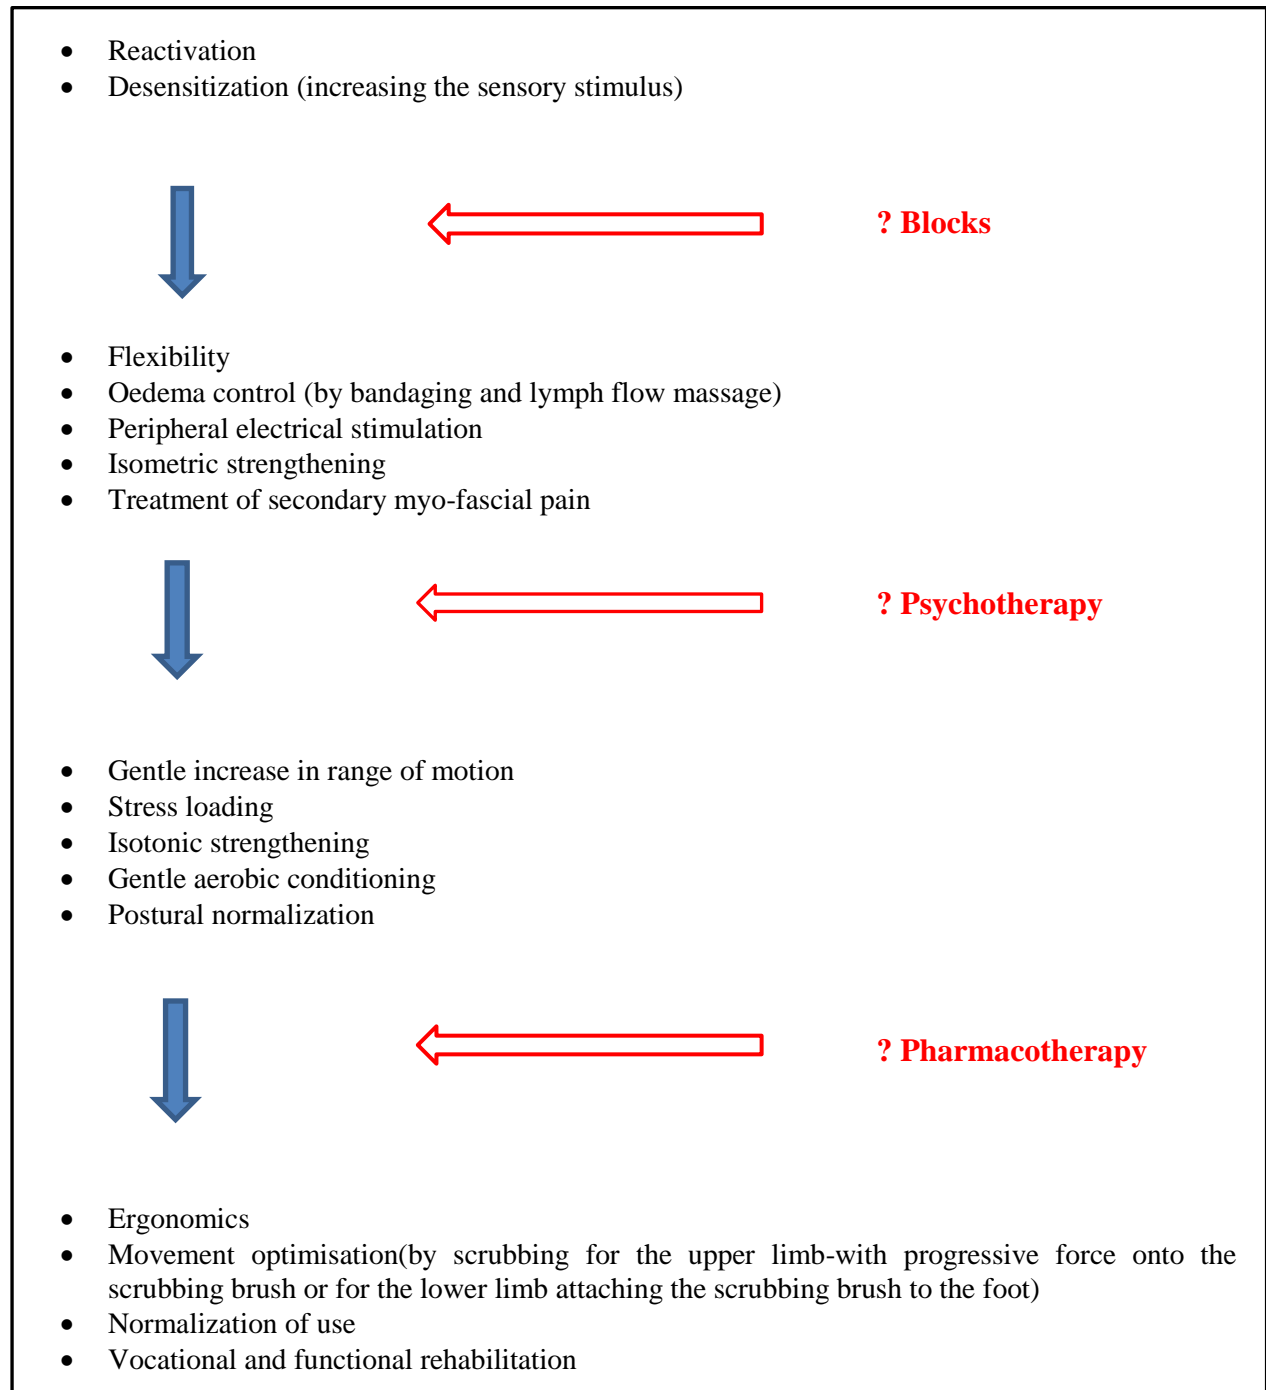 • Reactivation
• Desensitization (increasing the sensory stimulus)
? Blocks
• Flexibility
• Oedema control (by bandaging and lymph flow massage)
• Peripheral electrical stimulation
• Isometric strengthening
• Treatment of secondary myo-fascial pain
? Psychotherapy
• Gentle increase in range of motion
• Stress loading
• Isotonic strengthening
• Gentle aerobic conditioning
• Postural normalization
? Pharmacotherapy
• Ergonomics
• Movement optimisation(by scrubbing for the upper limb-with progressive force onto the
scrubbing brush or for the lower limb attaching the scrubbing brush to the foot)
• Normalization of use
• Vocational and functional rehabilitation